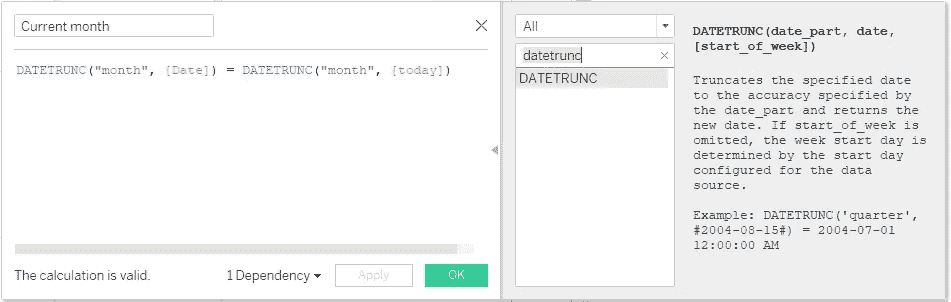 Current month
DATETRUNC("month", [Date]) = DATETRUNC("month", [today])
The calculation is valid.
1 Dependency
Apply
OK
All
datetrunc
DATETRUNC
DATETRUNC(date_part, date,
[start_of_week])
Truncates the specified date
to the accuracy specified by
the date_part and returns the
new date. If start_of_week is
omitted, the week start day is
determined by the start day
configured for the data
source.
Example: DATETRUNC('quarter',
#2004-08-15#) = 2004-07-01
12:00:00 AM